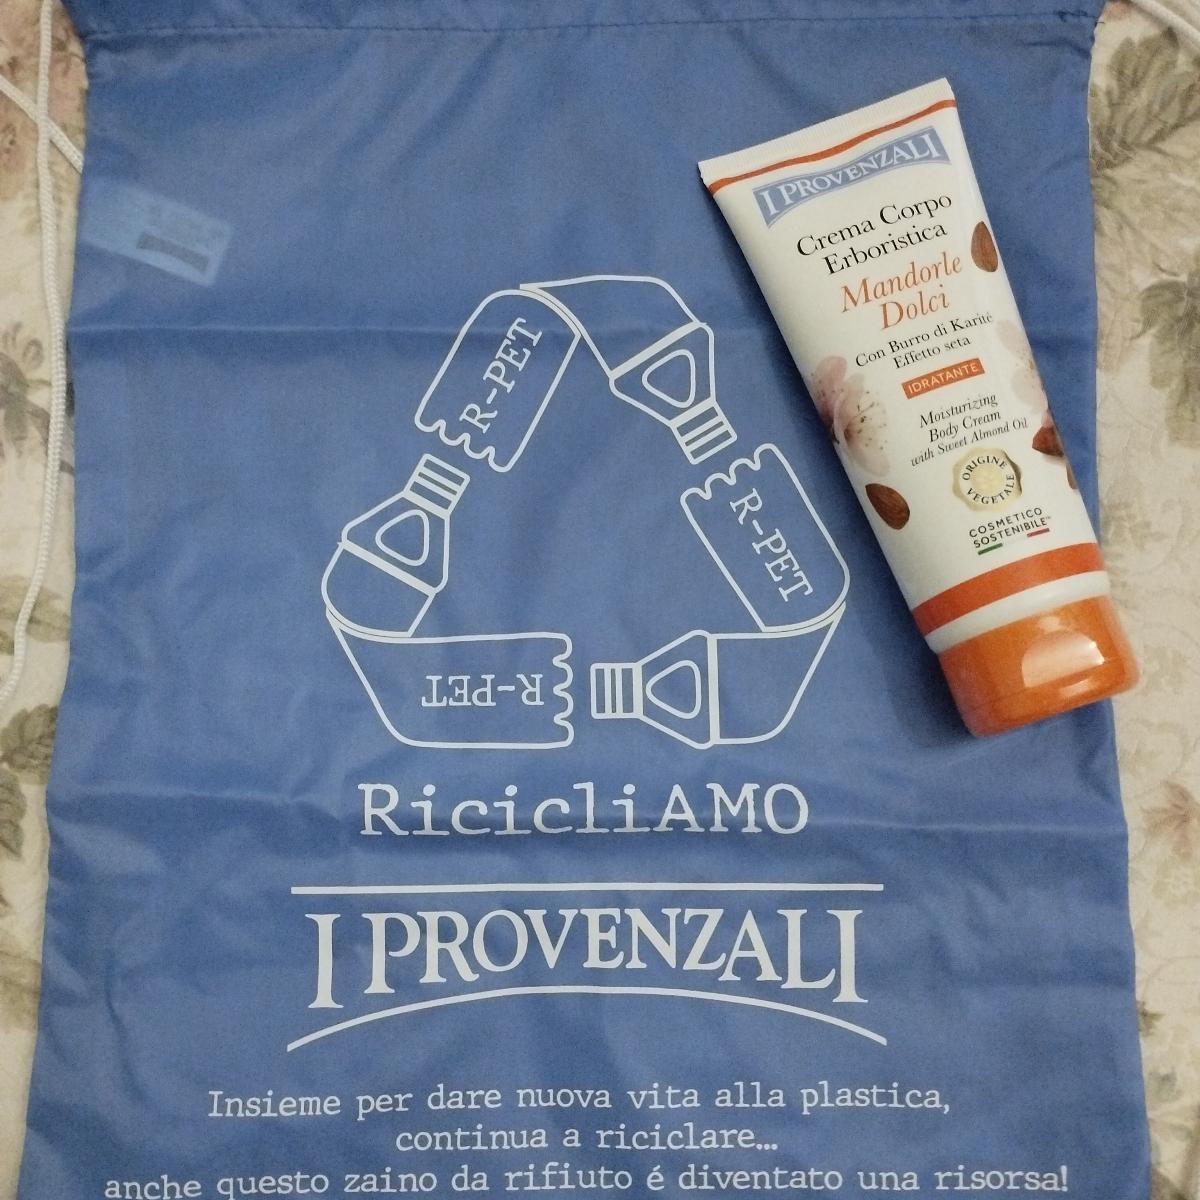 I PROVENZALI
Crema Corpo
Erboristica
Mandorle
Dolci
Con Burro di Karité
Effetto seta
IDRATANTE
Moisturizing
Body Cream
with Sweet Almond Oil
ORIGINE
VEGETALE
COSMETICO
SOSTENIBILE™
R-PET
R-PET
R-PET
RicicliAMO
I PROVENZALI
Insieme per dare nuova vita alla plastica,
continua a riciclare...
anche questo zaino da rifiuto é diventato una risorsa!